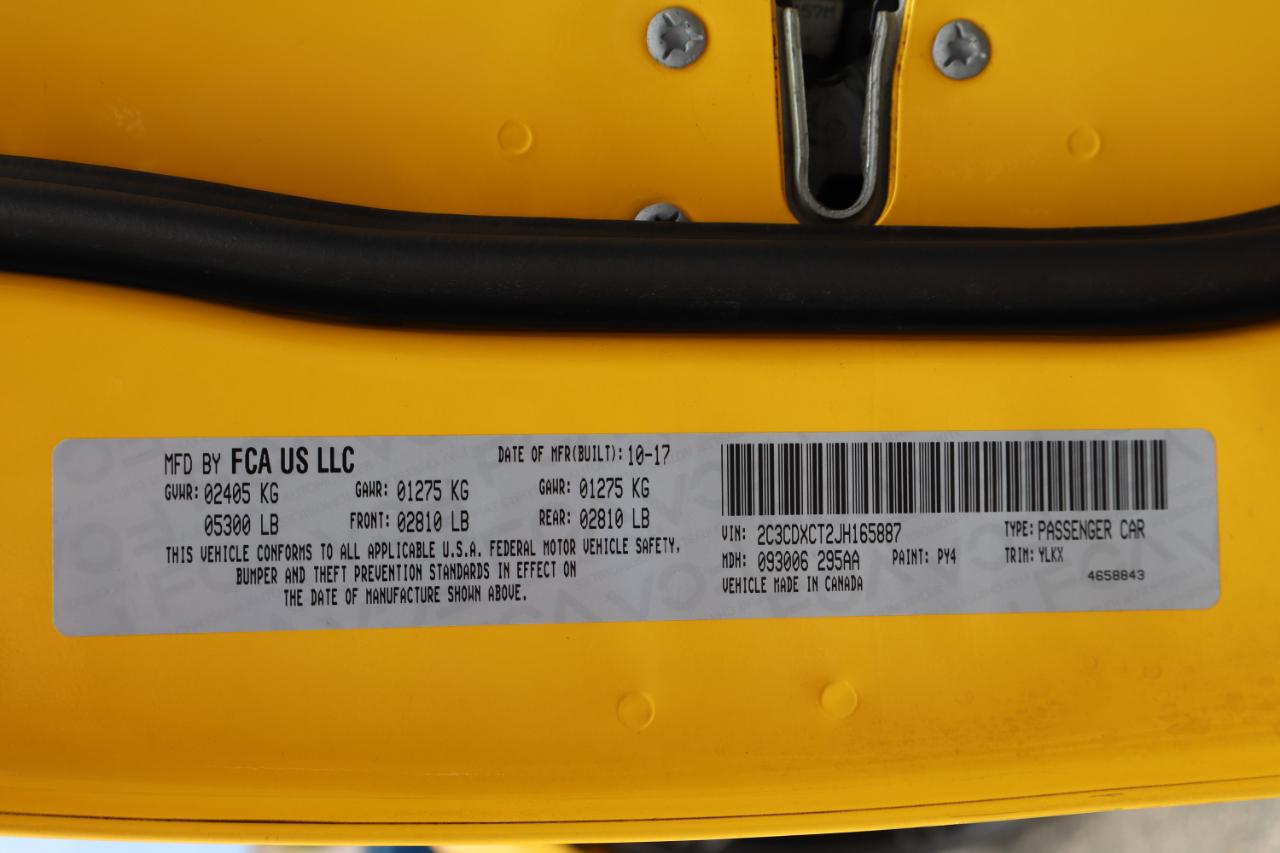 MFD BY FCA US LLC
DATE OF MFR(BUILT): 10-17
GVWR: 02405 KG
GAWR: 01275 KG
GAWR: 01275 KG
05300 LB
FRONT: 02810 LB
REAR: 02810 LB
THIS VEHICLE CONFORMS TO ALL APPLICABLE U.S.A. FEDERAL MOTOR VEHICLE SAFETY,
BUMPER AND THEFT PREVENTION STANDARDS IN EFFECT ON
THE DATE OF MANUFACTURE SHOWN ABOVE.
VIN: 2C3CDXCT2JH165887
TYPE: PASSENGER CAR
MDH: 093006 295AA
PAINT: PY4
TRIM: YLKX
VEHICLE MADE IN CANADA
4658843